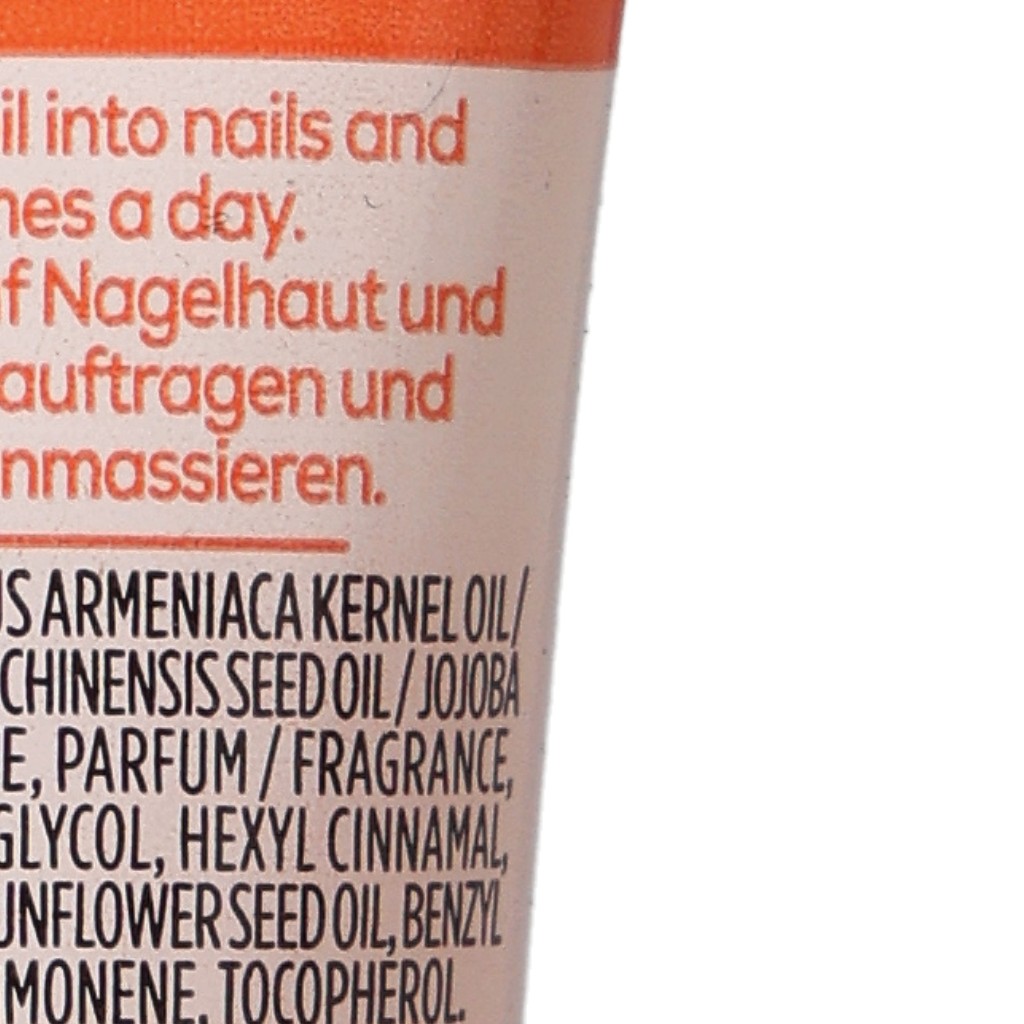 il into nails and
nes a day.
f Nagelhaut und
auftragen und
nmassieren.
US ARMENIACA KERNEL OIL /
CHINENSIS SEED OIL / JOJOBA
E, PARFUM / FRAGRANCE,
GLYCOL, HEXYL CINNAMAL,
UNFLOWER SEED OIL, BENZYL
MONENE, TOCOPHEROL.